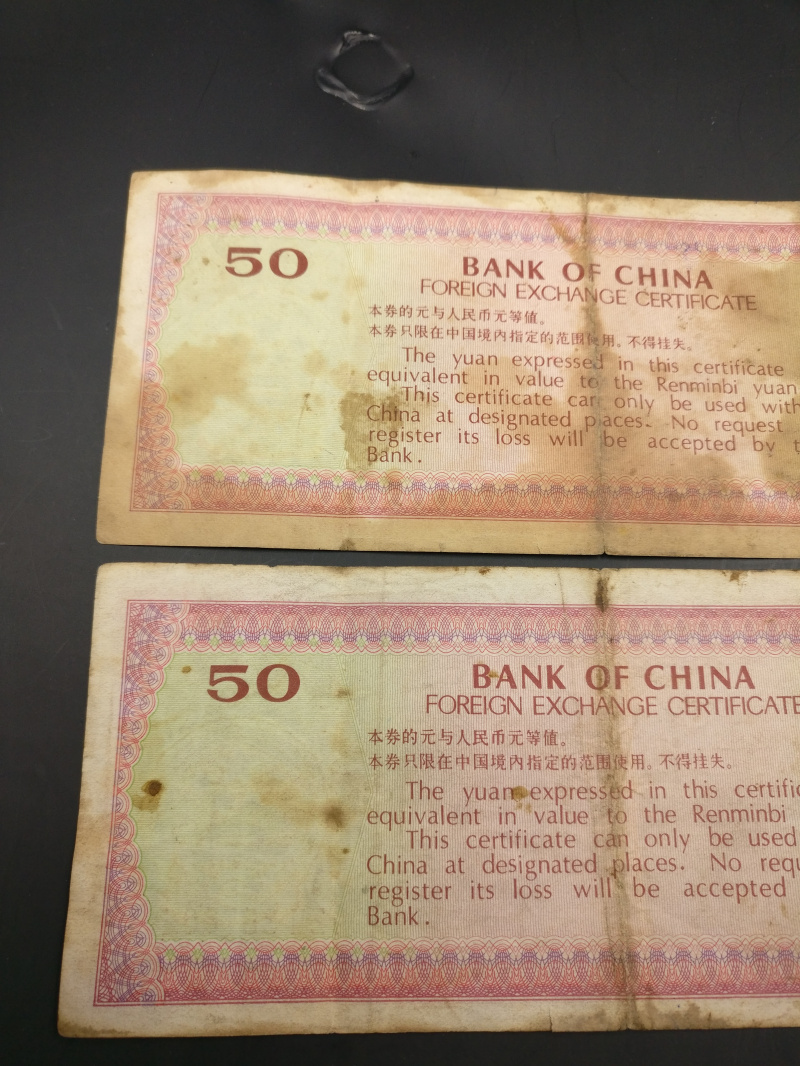 50
BANK OF CHINA
FOREIGN EXCHANGE CERTIFICATE
本券的元与人民币元等値。
本券只限在中国境内指定的范围使用。不得挂失。
The yuan expressed in this certificate
equivalent in value to the Renminbi yuan
This certificate can only be used with
China at designated places. No request
register its loss will be accepted by t
Bank.
50
BANK OF CHINA
FOREIGN EXCHANGE CERTIFICATE
本券的元与人民币元等値。
本券只限在中国境内指定的范围使用。不得挂失。
The yuan expressed in this certific
equivalent in value to the Renminbi
This certificate can only be used
China at designated places. No requ
register its loss will be accepted
Bank.